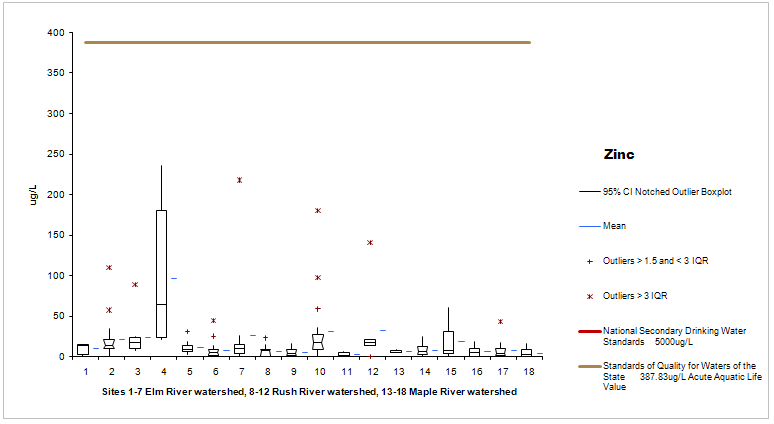 400
350
300
250
200
150
100
50
0
ug/L
1 2 3 4 5 6 7 8 9 10 11 12 13 14 15 16 17 18
Sites 1-7 Elm River watershed, 8-12 Rush River watershed, 13-18 Maple River watershed
Zinc
95% CI Notched Outlier Boxplot
Mean
Outliers > 1.5 and < 3 IQR
Outliers > 3 IQR
National Secondary Drinking Water
Standards 5000ug/L
Standards of Quality for Waters of the
State 387.83ug/L Acute Aquatic Life
Value